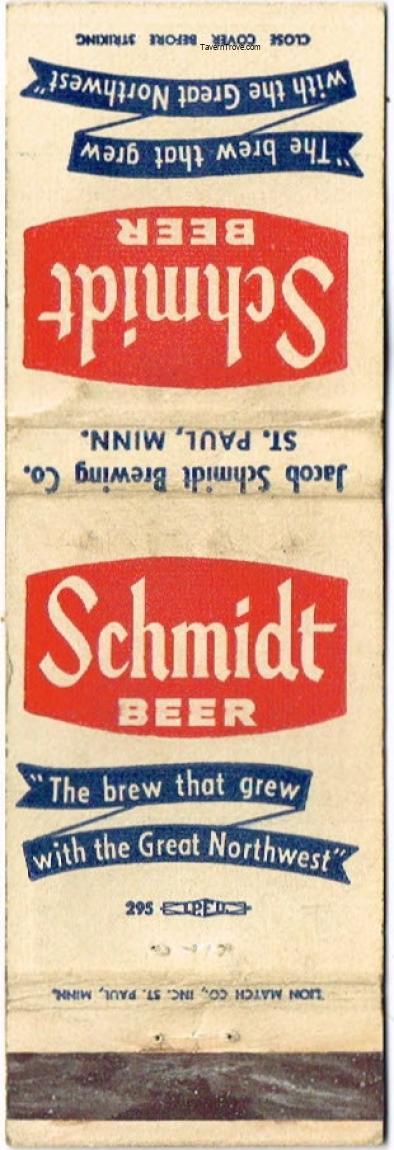 CLOSE COVER BEFORE STRIKING
TavernTrove.com
"The brew that grew
with the Great Northwest"
Schmidt
BEER
Jacob Schmidt Brewing Co.
ST. PAUL, MINN.
Schmidt
BEER
"The brew that grew
with the Great Northwest"
295 I.P.E.U.
LION MATCH CO., INC. ST. PAUL, MINN.